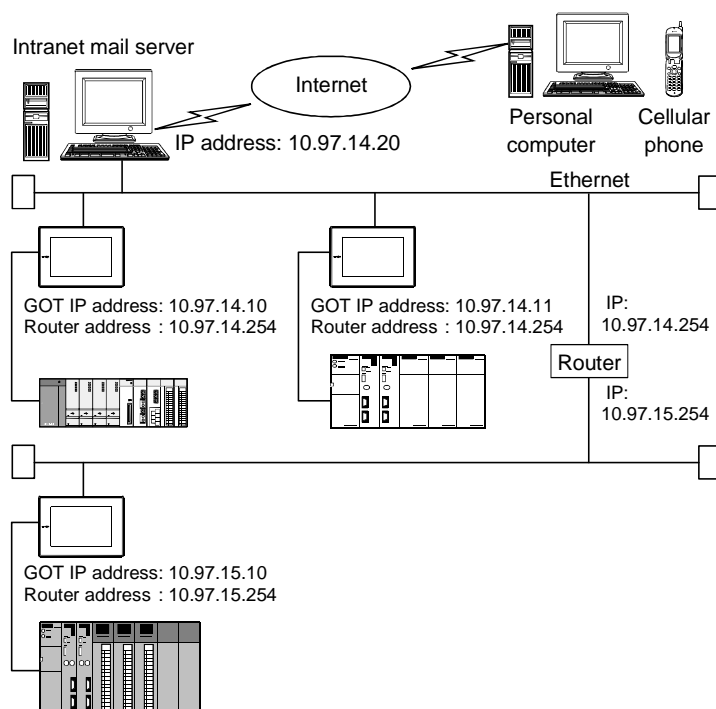 Intranet mail server
Internet
IP address: 10.97.14.20
Personal
computer
Cellular
phone
Ethernet
GOT IP address: 10.97.14.10
Router address : 10.97.14.254
GOT IP address: 10.97.14.11
Router address : 10.97.14.254
IP:
10.97.14.254
Router
IP:
10.97.15.254
GOT IP address: 10.97.15.10
Router address : 10.97.15.254